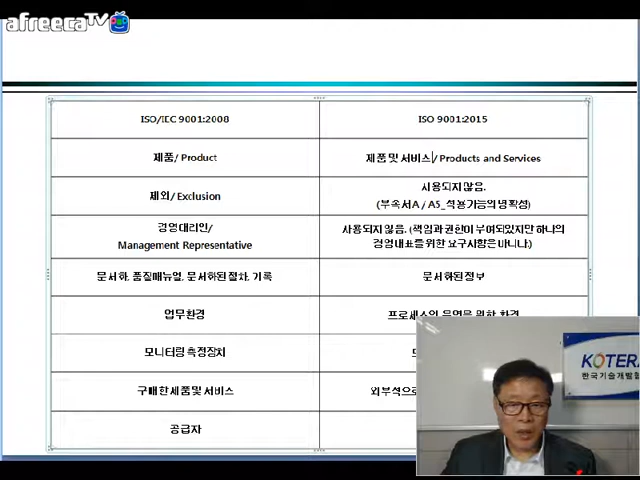 afreecaTV
ISO/IEC 9001:2008
ISO 9001:2015
제품/ Product
제품 및 서비스/ Products and Services
제외/ Exclusion
사용되지 않음.
(부속서A / A5_적용가능의 명확성)
경영대리인/
Management Representative
사용되지 않음. (책임과 권한이 부여되었지만 하나의
경영대표를 위한 요구사항은 아니나)
문서화, 품질매뉴얼, 문서화된 절차, 기록
문서화된 정보
업무환경
프로세스의 운영을 위한 환경
모니터링 측정장치
구매한 제품 및 서비스
외부적으로
공급자
KOTERA
한국기술개발협